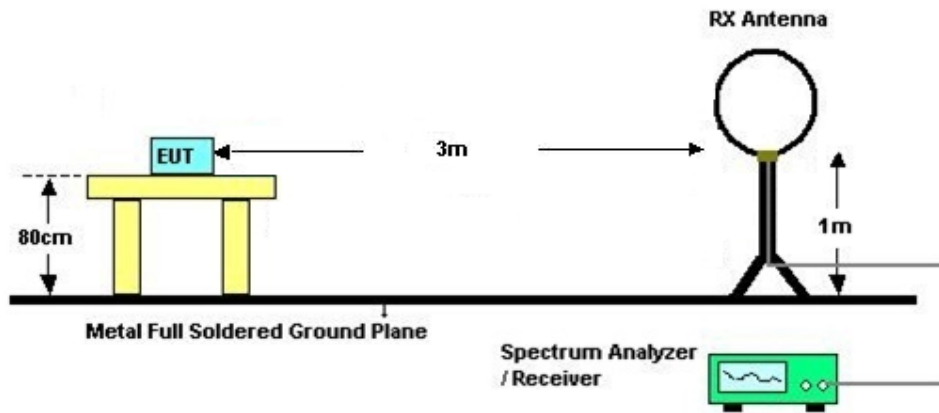 RX Antenna
EUT
3m
80cm
1m
Metal Full Soldered Ground Plane
Spectrum Analyzer
/ Receiver